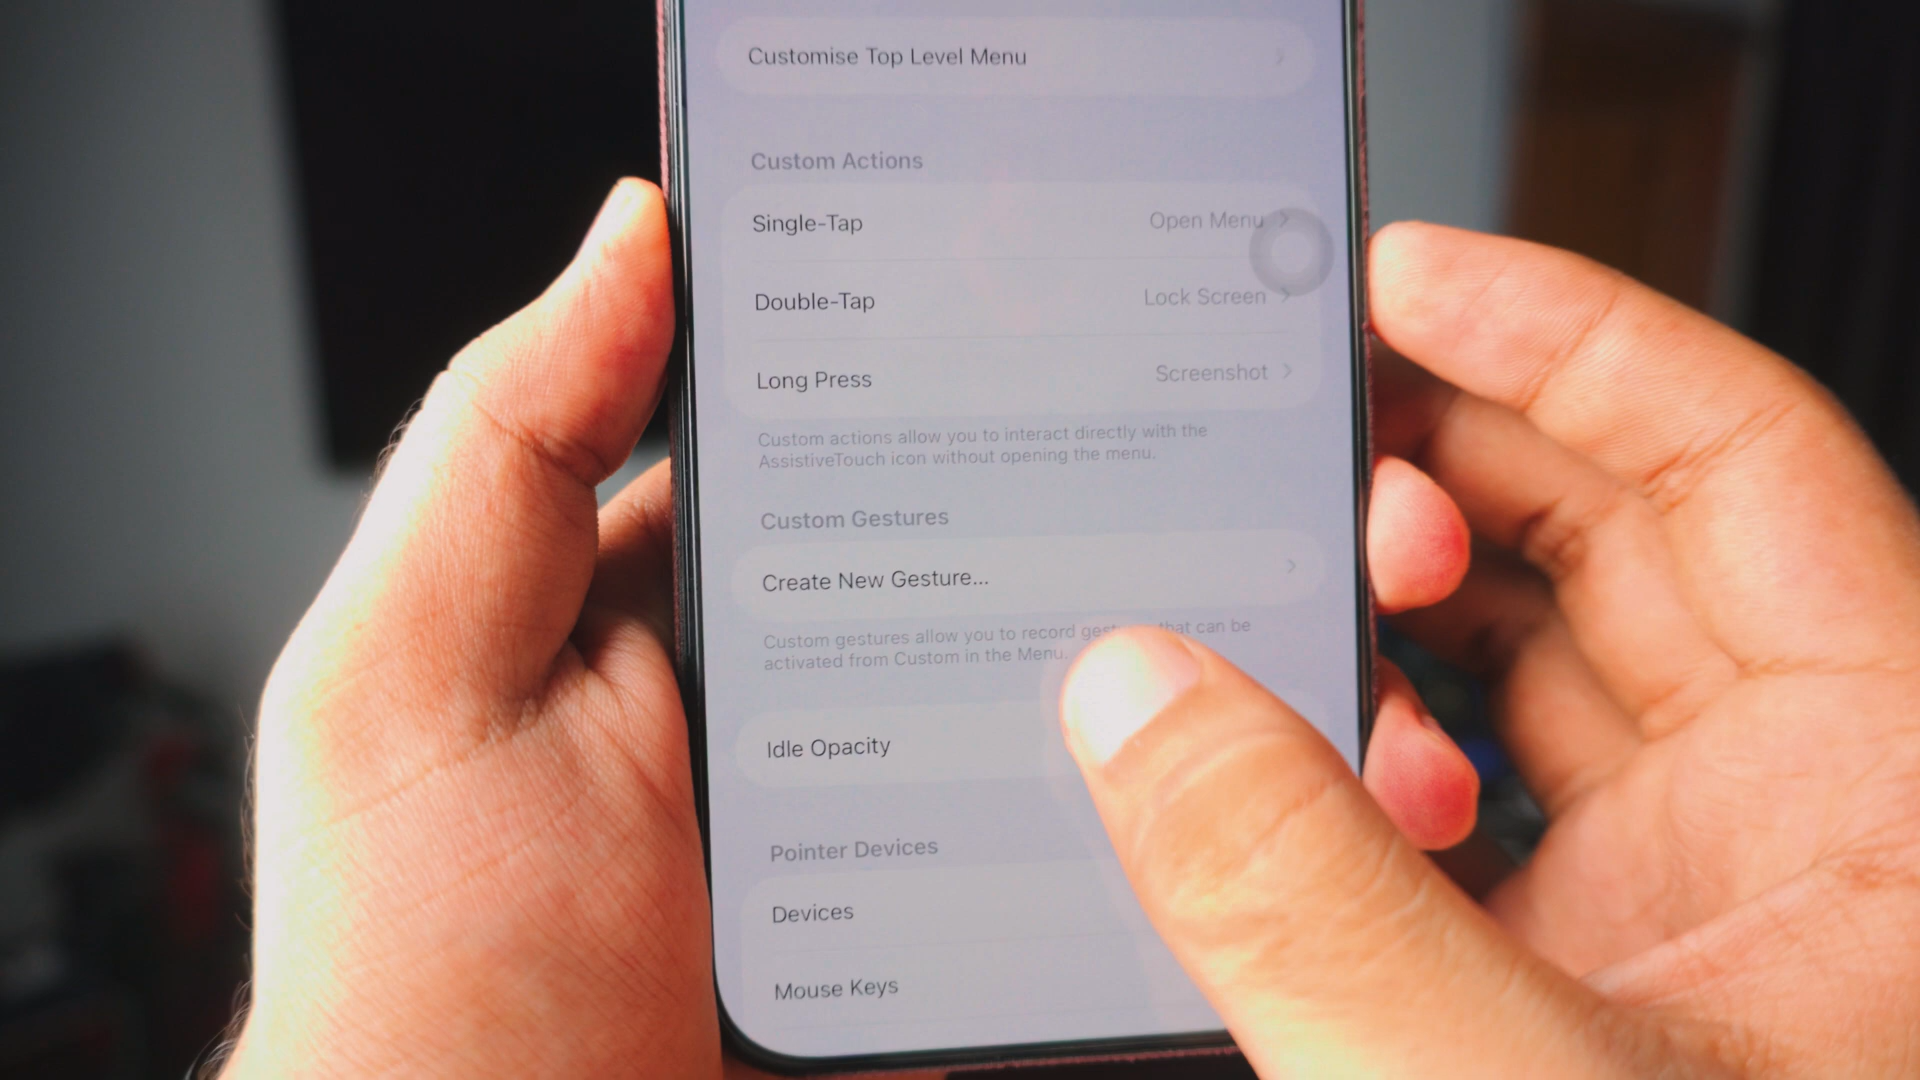 Customise Top Level Menu
Custom Actions
Single-Tap Open Menu
Double-Tap Lock Screen
Long Press Screenshot
Custom actions allow you to interact directly with the
AssistiveTouch icon without opening the menu.
Custom Gestures
Create New Gesture...
Custom gestures allow you to record that can be
activated from Custom in the Menu.
Idle Opacity
Pointer Devices
Devices
Mouse Keys